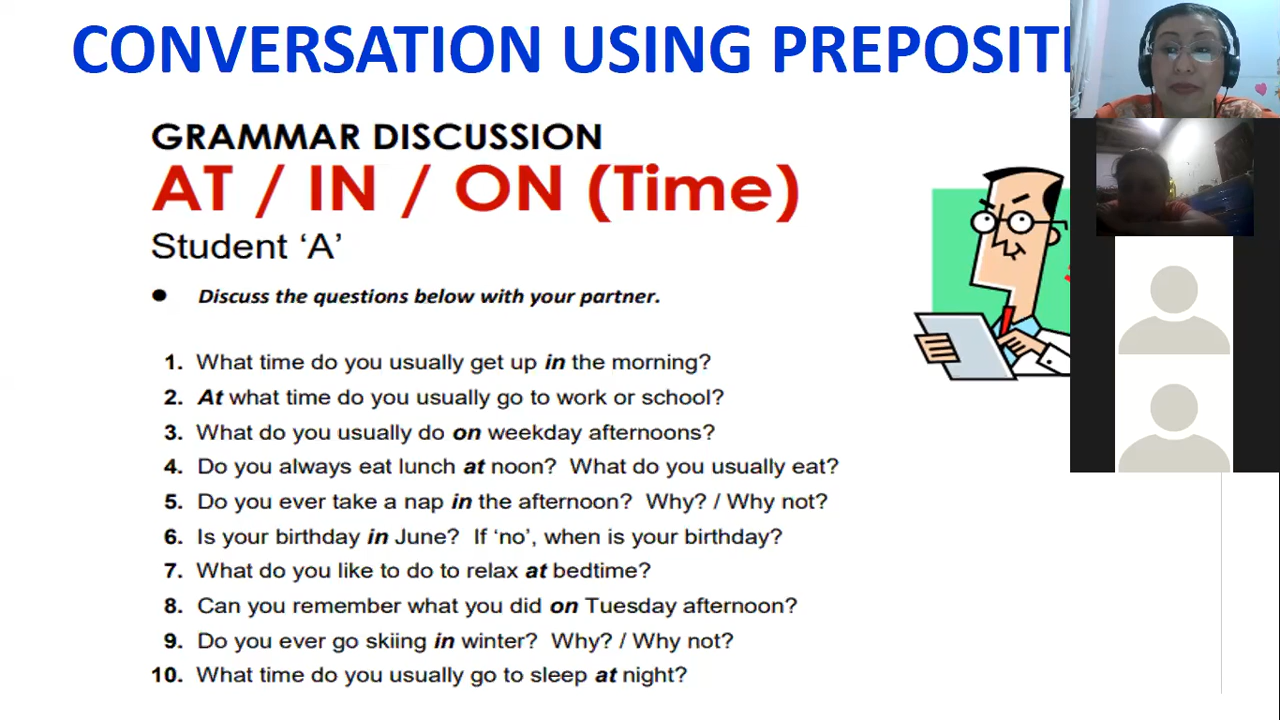 CONVERSATION USING PREPOSITI
GRAMMAR DISCUSSION
AT / IN / ON (Time)
Student ‘A’
● Discuss the questions below with your partner.
1. What time do you usually get up in the morning?
2. At what time do you usually go to work or school?
3. What do you usually do on weekday afternoons?
4. Do you always eat lunch at noon? What do you usually eat?
5. Do you ever take a nap in the afternoon? Why? / Why not?
6. Is your birthday in June? If ‘no’, when is your birthday?
7. What do you like to do to relax at bedtime?
8. Can you remember what you did on Tuesday afternoon?
9. Do you ever go skiing in winter? Why? / Why not?
10. What time do you usually go to sleep at night?